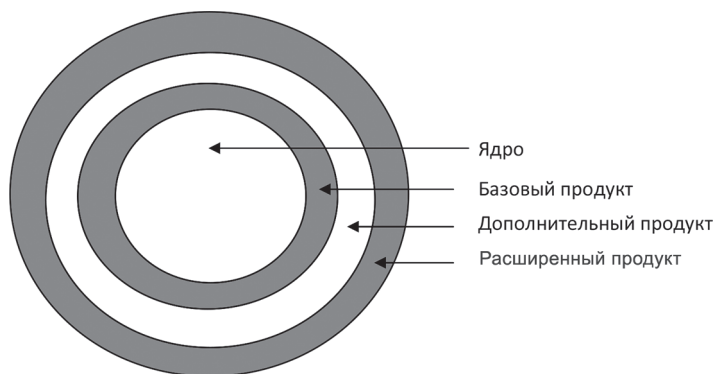 Ядро
Базовый продукт
Дополнительный продукт
Расширенный продукт